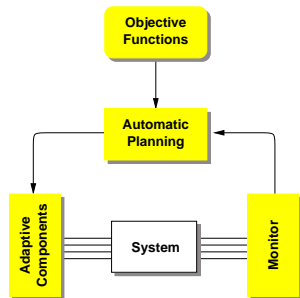 Objective
Functions
Automatic
Planning
Adaptive
Components
System
Monitor